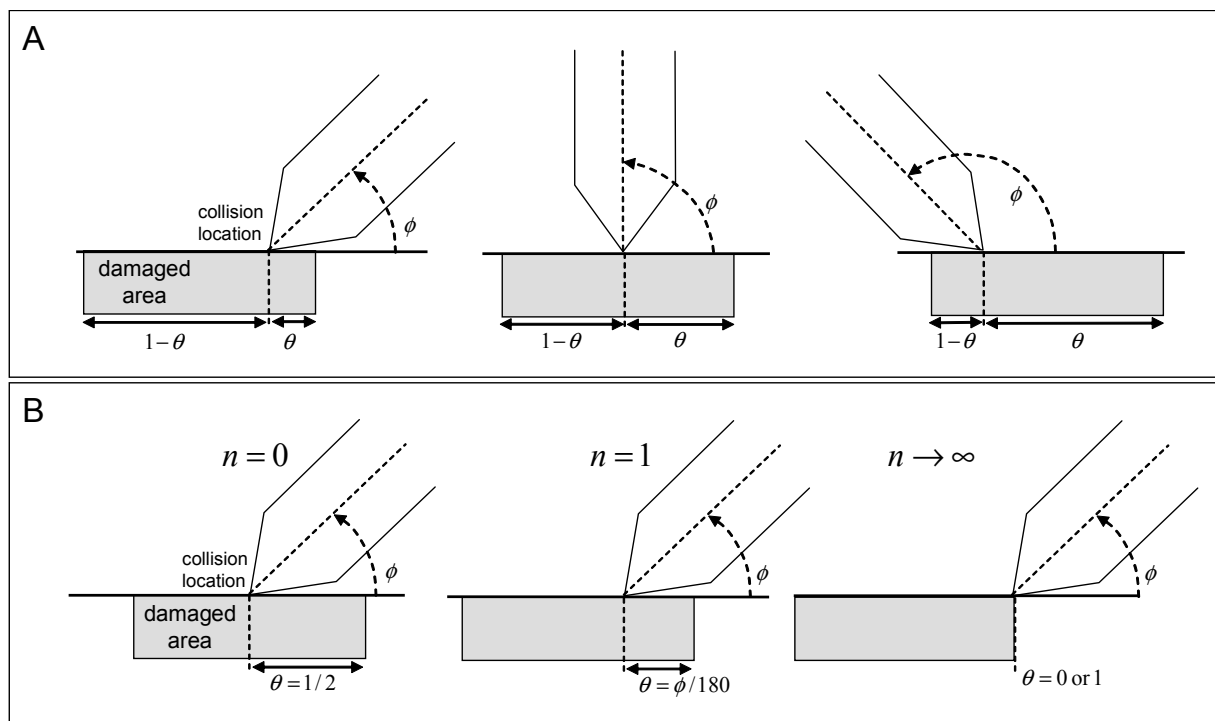 A
collision
location
ϕ
damaged
area
1−θ
θ
ϕ
1−θ
θ
ϕ
1−θ
θ
B
n = 0
collision
location
ϕ
damaged
area
θ = 1/2
n = 1
ϕ
θ = ϕ/180
n → ∞
ϕ
θ = 0 or 1